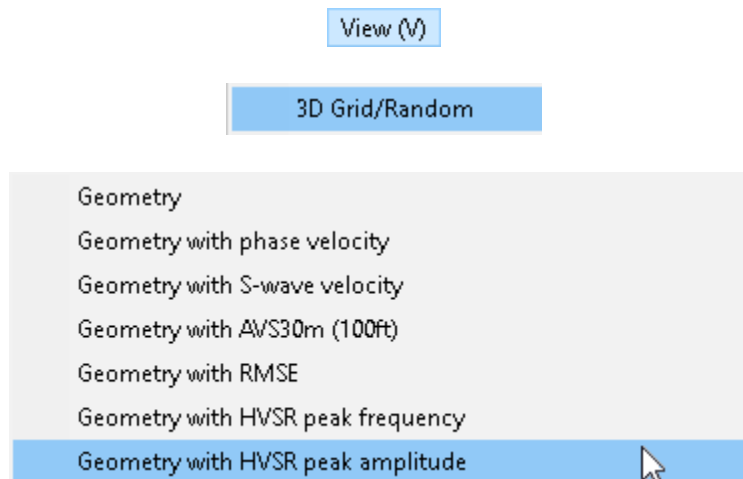 View (V)
3D Grid/Random
Geometry
Geometry with phase velocity
Geometry with S-wave velocity
Geometry with AVS30m (100ft)
Geometry with RMSE
Geometry with HVSR peak frequency
Geometry with HVSR peak amplitude